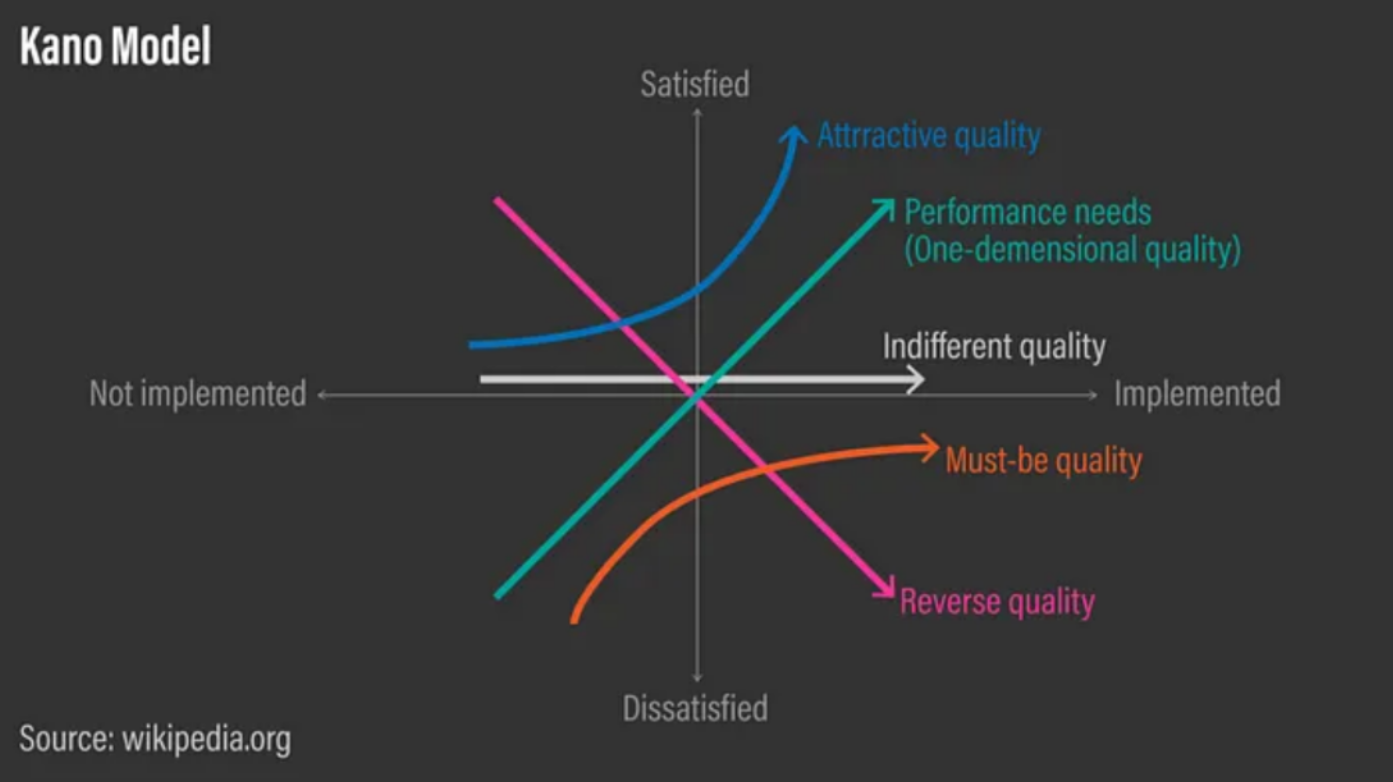 Kano Model
Satisfied
Attrractive quality
Performance needs
(One-demensional quality)
Indifferent quality
Not implemented
Implemented
Must-be quality
Reverse quality
Dissatisfied
Source: wikipedia.org